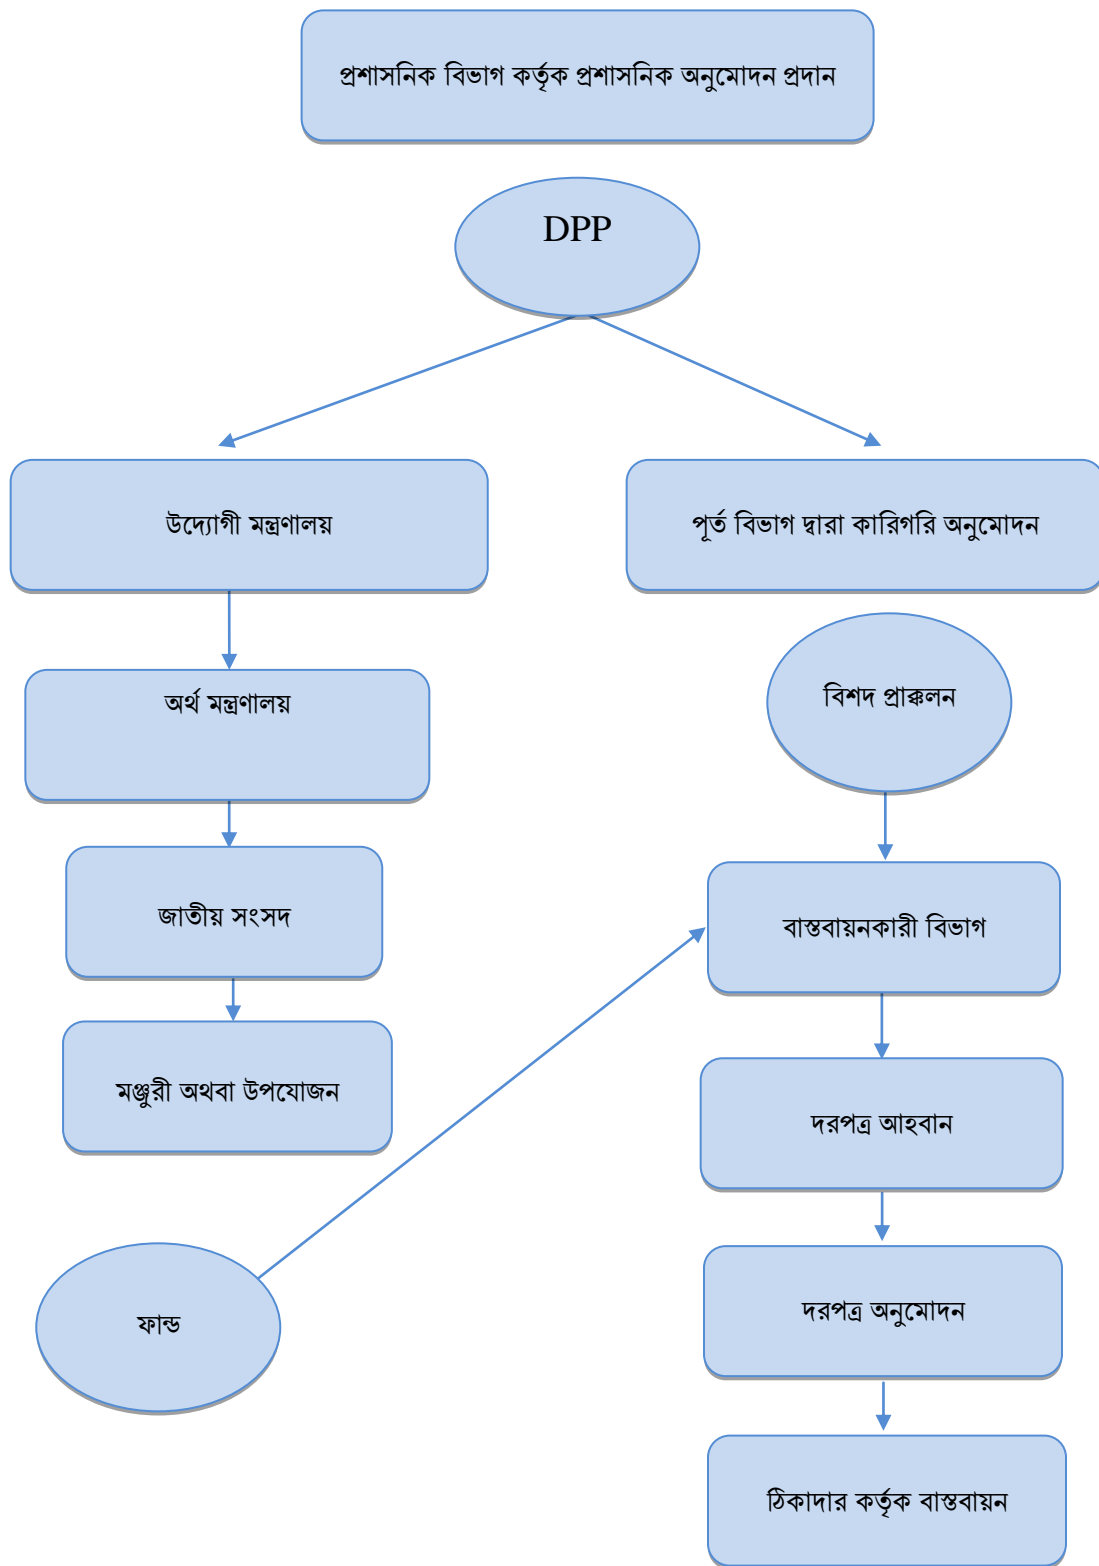 প্রশাসনিক বিভাগ কর্তৃক প্রশাসনিক অনুমোদন প্রদান
DPP
উদ্যোগী মন্ত্রণালয়
পূর্ত বিভাগ দ্বারা কারিগরি অনুমোদন
অর্থ মন্ত্রণালয়
বিশদ প্রাক্কলন
জাতীয় সংসদ
বাস্তবায়নকারী বিভাগ
মঞ্জুরী অথবা উপযোজন
দরপত্র আহবান
ফান্ড
দরপত্র অনুমোদন
ঠিকাদার কর্তৃক বাস্তবায়ন